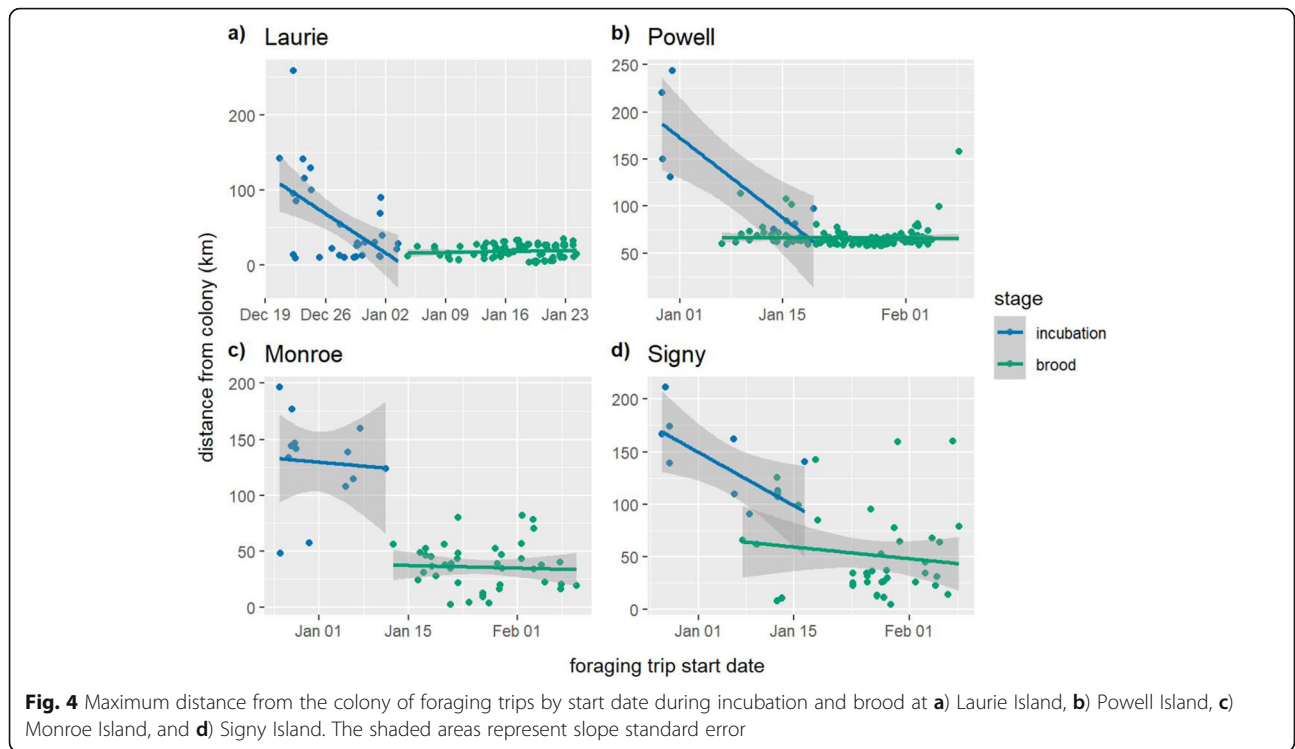 a) Laurie
b) Powell
distance from colony (km)
200
100
0
Dec 19 Dec 26 Jan 02 Jan 09 Jan 16 Jan 23
250
200
150
100
50
Jan 01 Jan 15 Feb 01
stage
incubation
brood
c) Monroe
d) Signy
200
150
100
50
0
Jan 01 Jan 15 Feb 01
200
150
100
50
0
Jan 01 Jan 15 Feb 01
foraging trip start date
Fig. 4 Maximum distance from the colony of foraging trips by start date during incubation and brood at a) Laurie Island, b) Powell Island, c)
Monroe Island, and d) Signy Island. The shaded areas represent slope standard error